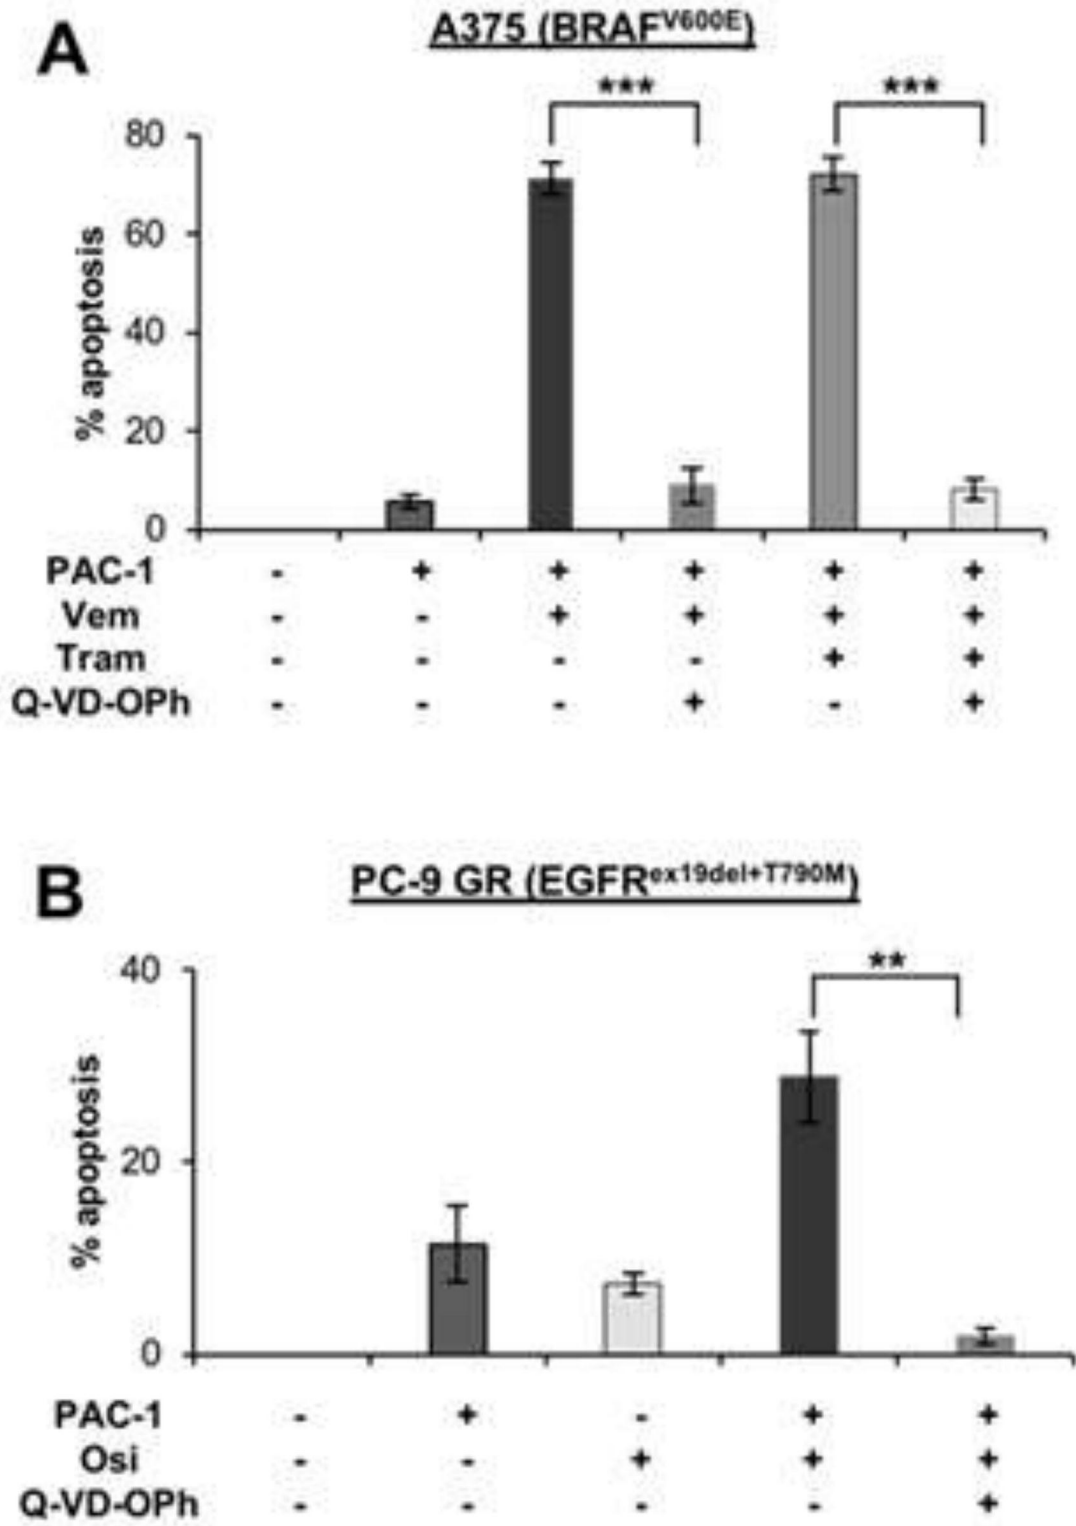 A
A375 (BRAFV600E)
*** ***
80
60
40
20
0
% apoptosis
PAC-1 - + + + + +
Vem - - + + + +
Tram - - - - + +
Q-VD-OPh - - - + - +
B
PC-9 GR (EGFRex19del+T790M)
**
40
20
0
% apoptosis
PAC-1 - + - + +
Osi - - + + +
Q-VD-OPh - - - - +